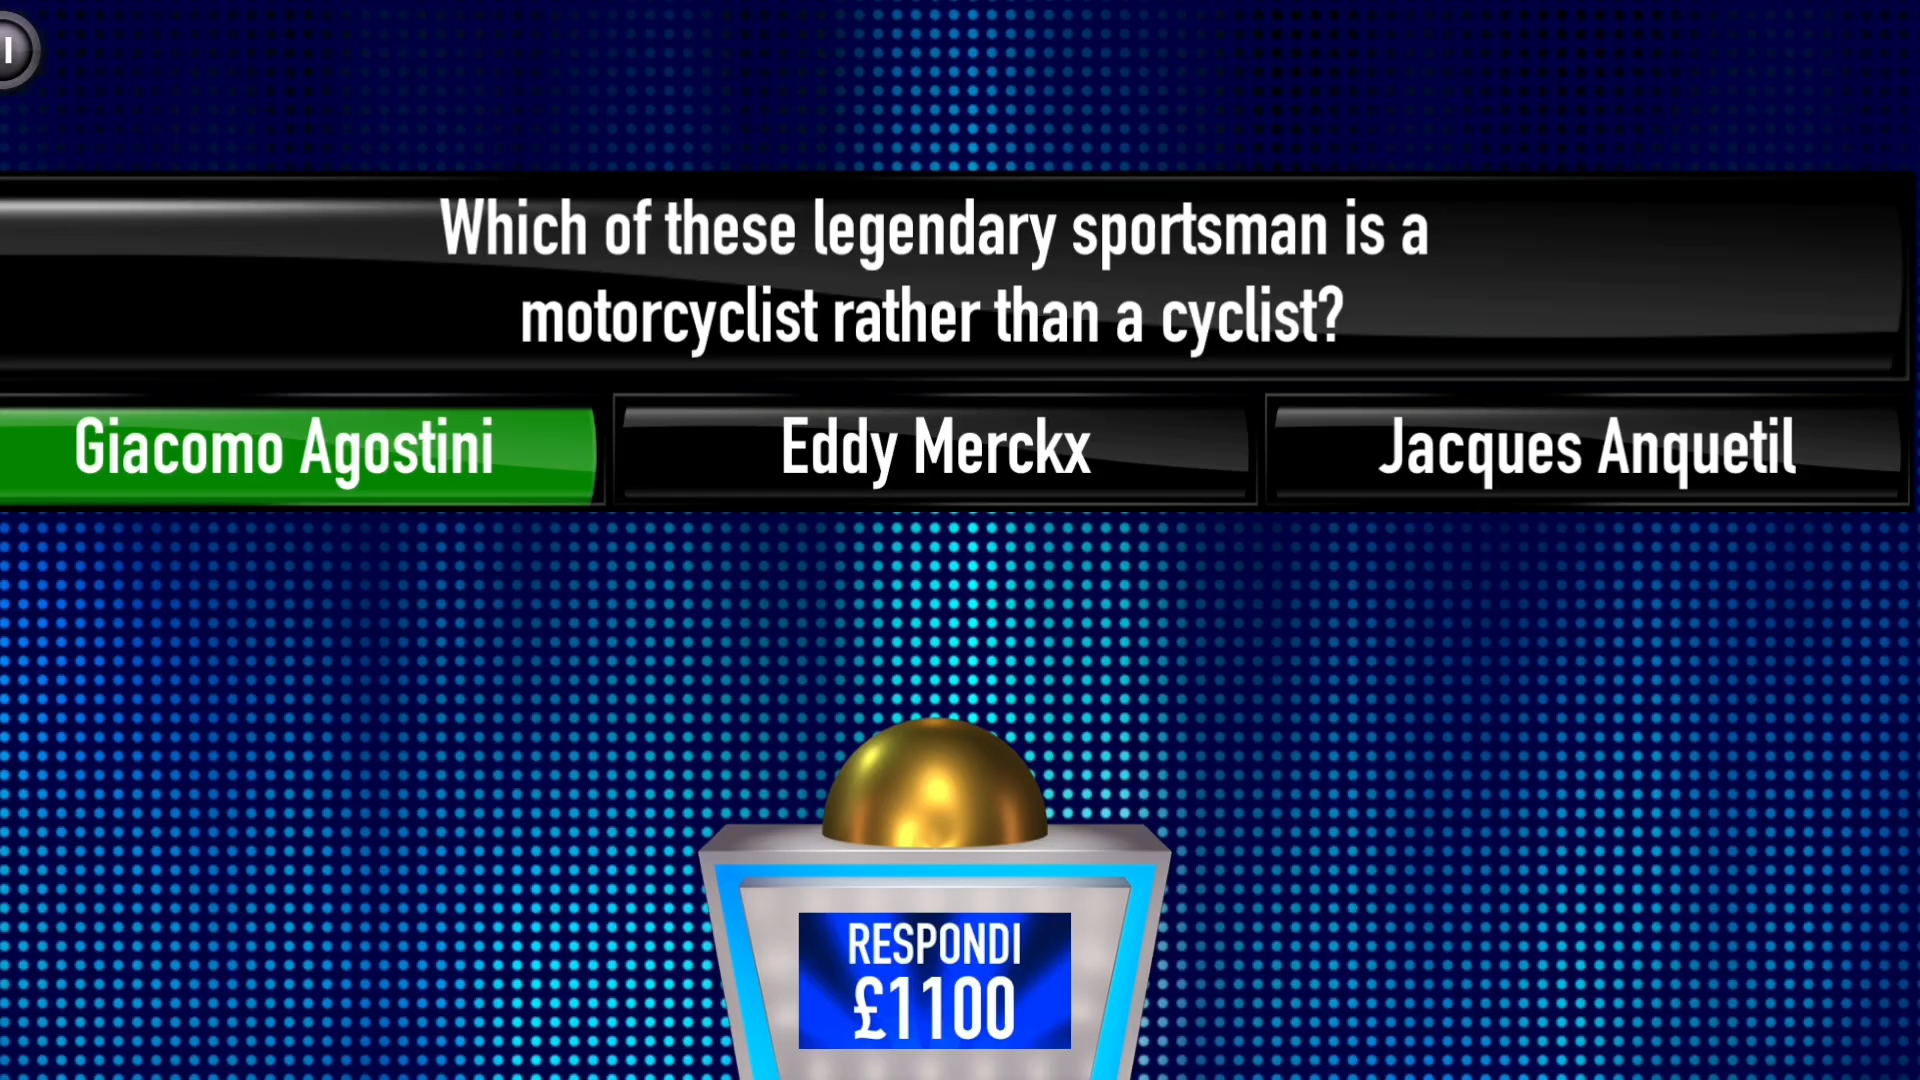 Which of these legendary sportsman is a
motorcyclist rather than a cyclist?
Giacomo Agostini
Eddy Merckx
Jacques Anquetil
RESPONDI
£1100